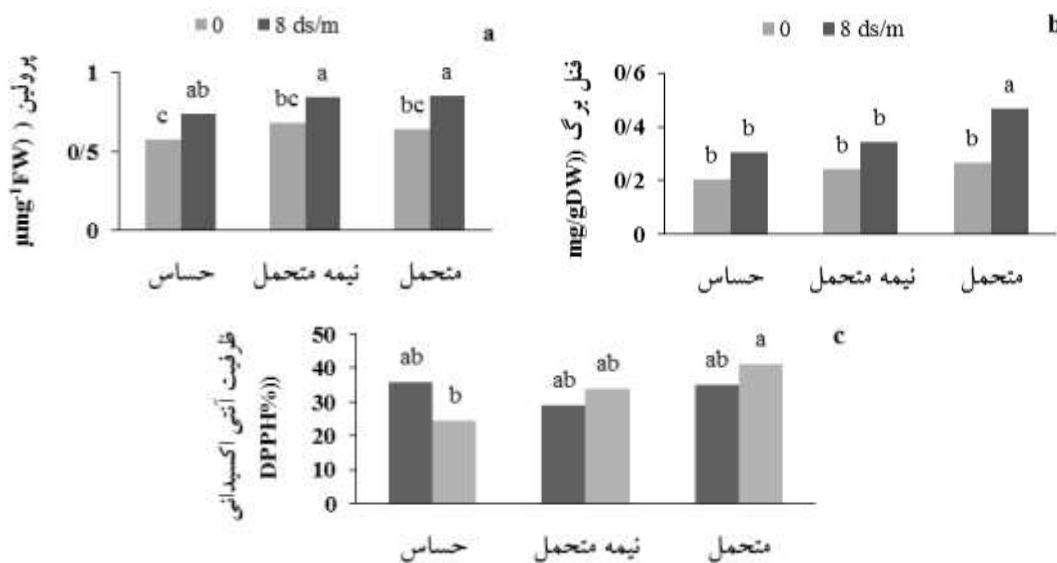 0 8 ds/m
a
پرولین ( (µmg-1FW
1
0/5
0
c ab bc a bc a
حساس نیمه متحمل متحمل
0 8 ds/m
b
فنل برگ ((mg/gDW
0/6
0/4
0/2
0
b b b b b a
حساس نیمه متحمل متحمل
c
ظرفیت آنتی اکسیدانی
DPPH%))
50
40
30
20
10
0
ab b ab ab ab a
حساس نیمه متحمل متحمل